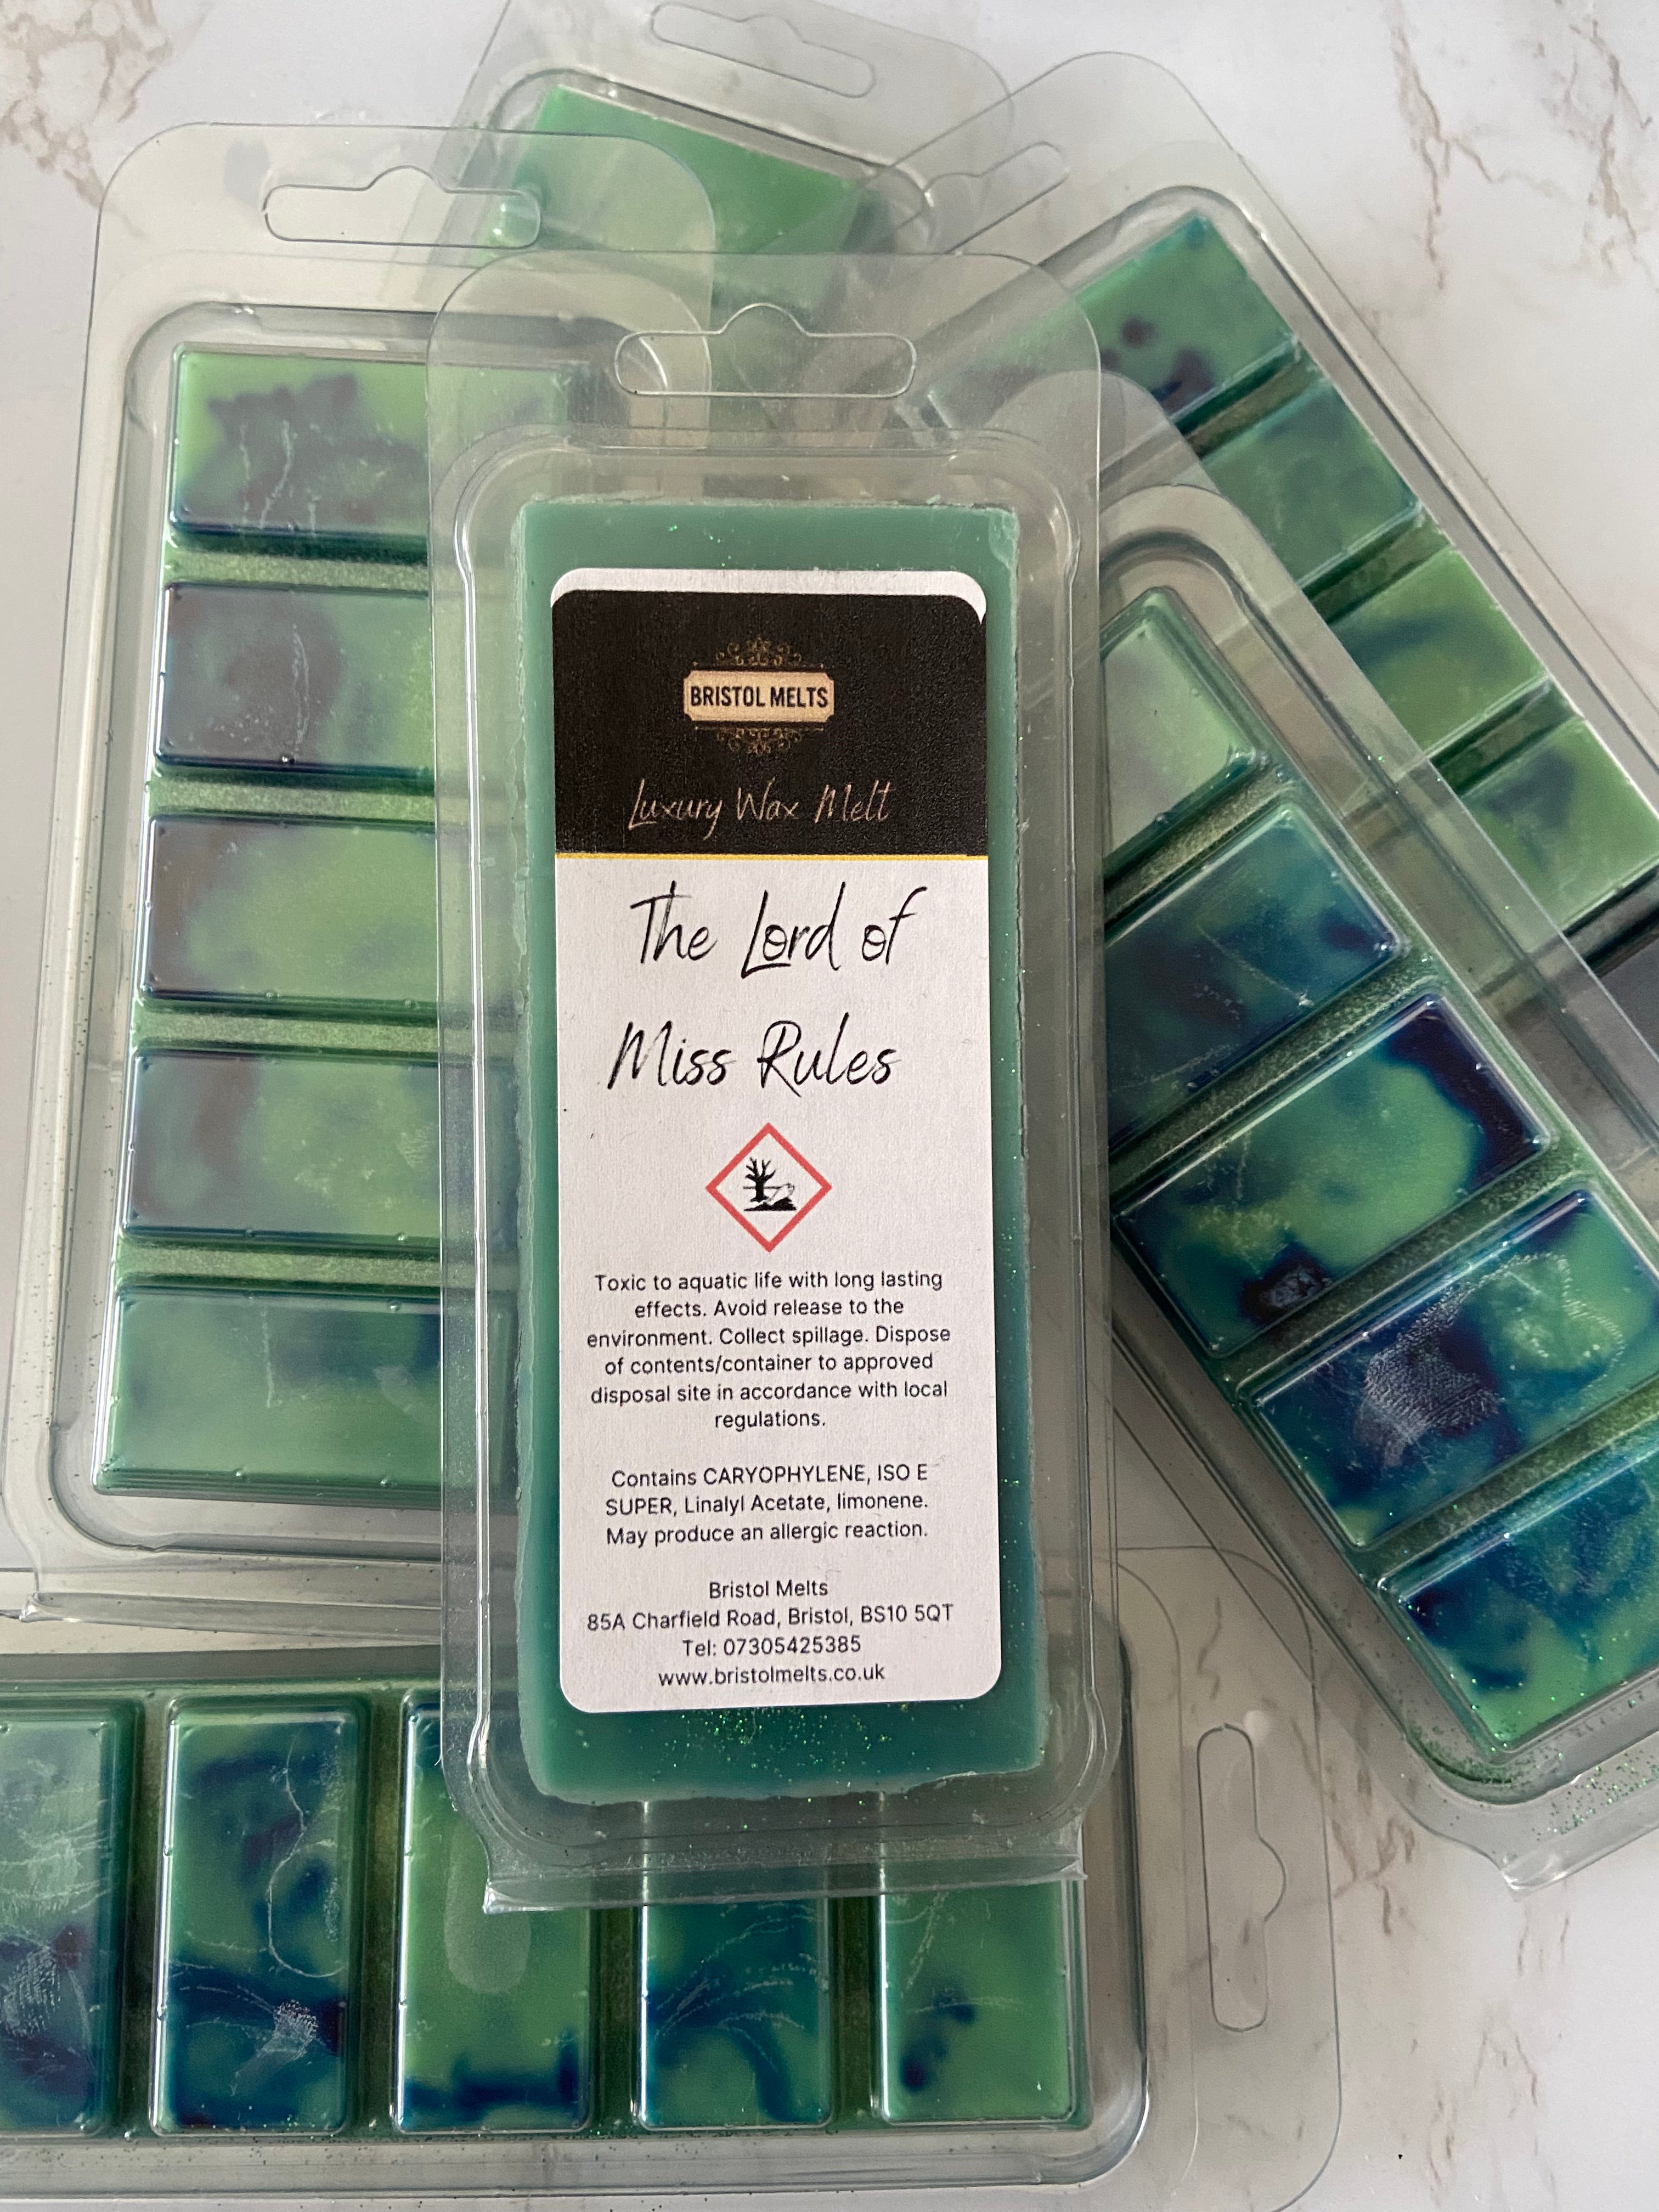 BRISTOL MELTS
Luxury Wax Melt
The Lord of
Miss Rules
Toxic to aquatic life with long lasting
effects. Avoid release to the
environment. Collect spillage. Dispose
of contents/container to approved
disposal site in accordance with local
regulations.
Contains CARYOPHYLENE, ISO E
SUPER, Linalyl Acetate, limonene.
May produce an allergic reaction.
Bristol Melts
85A Charfield Road, Bristol, BS10 5QT
Tel: 07305425385
www.bristolmelts.co.uk